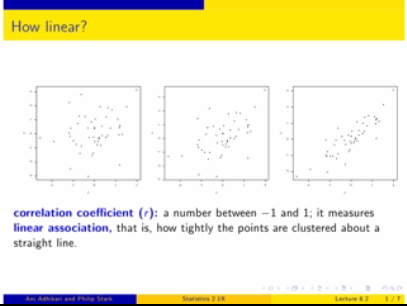 How linear?
correlation coefficient (r): a number between −1 and 1; it measures
linear association, that is, how tightly the points are clustered about a
straight line.
Ani Adhikari and Philip Stark Statistics 2.1X Lecture 6.2 1 / 7